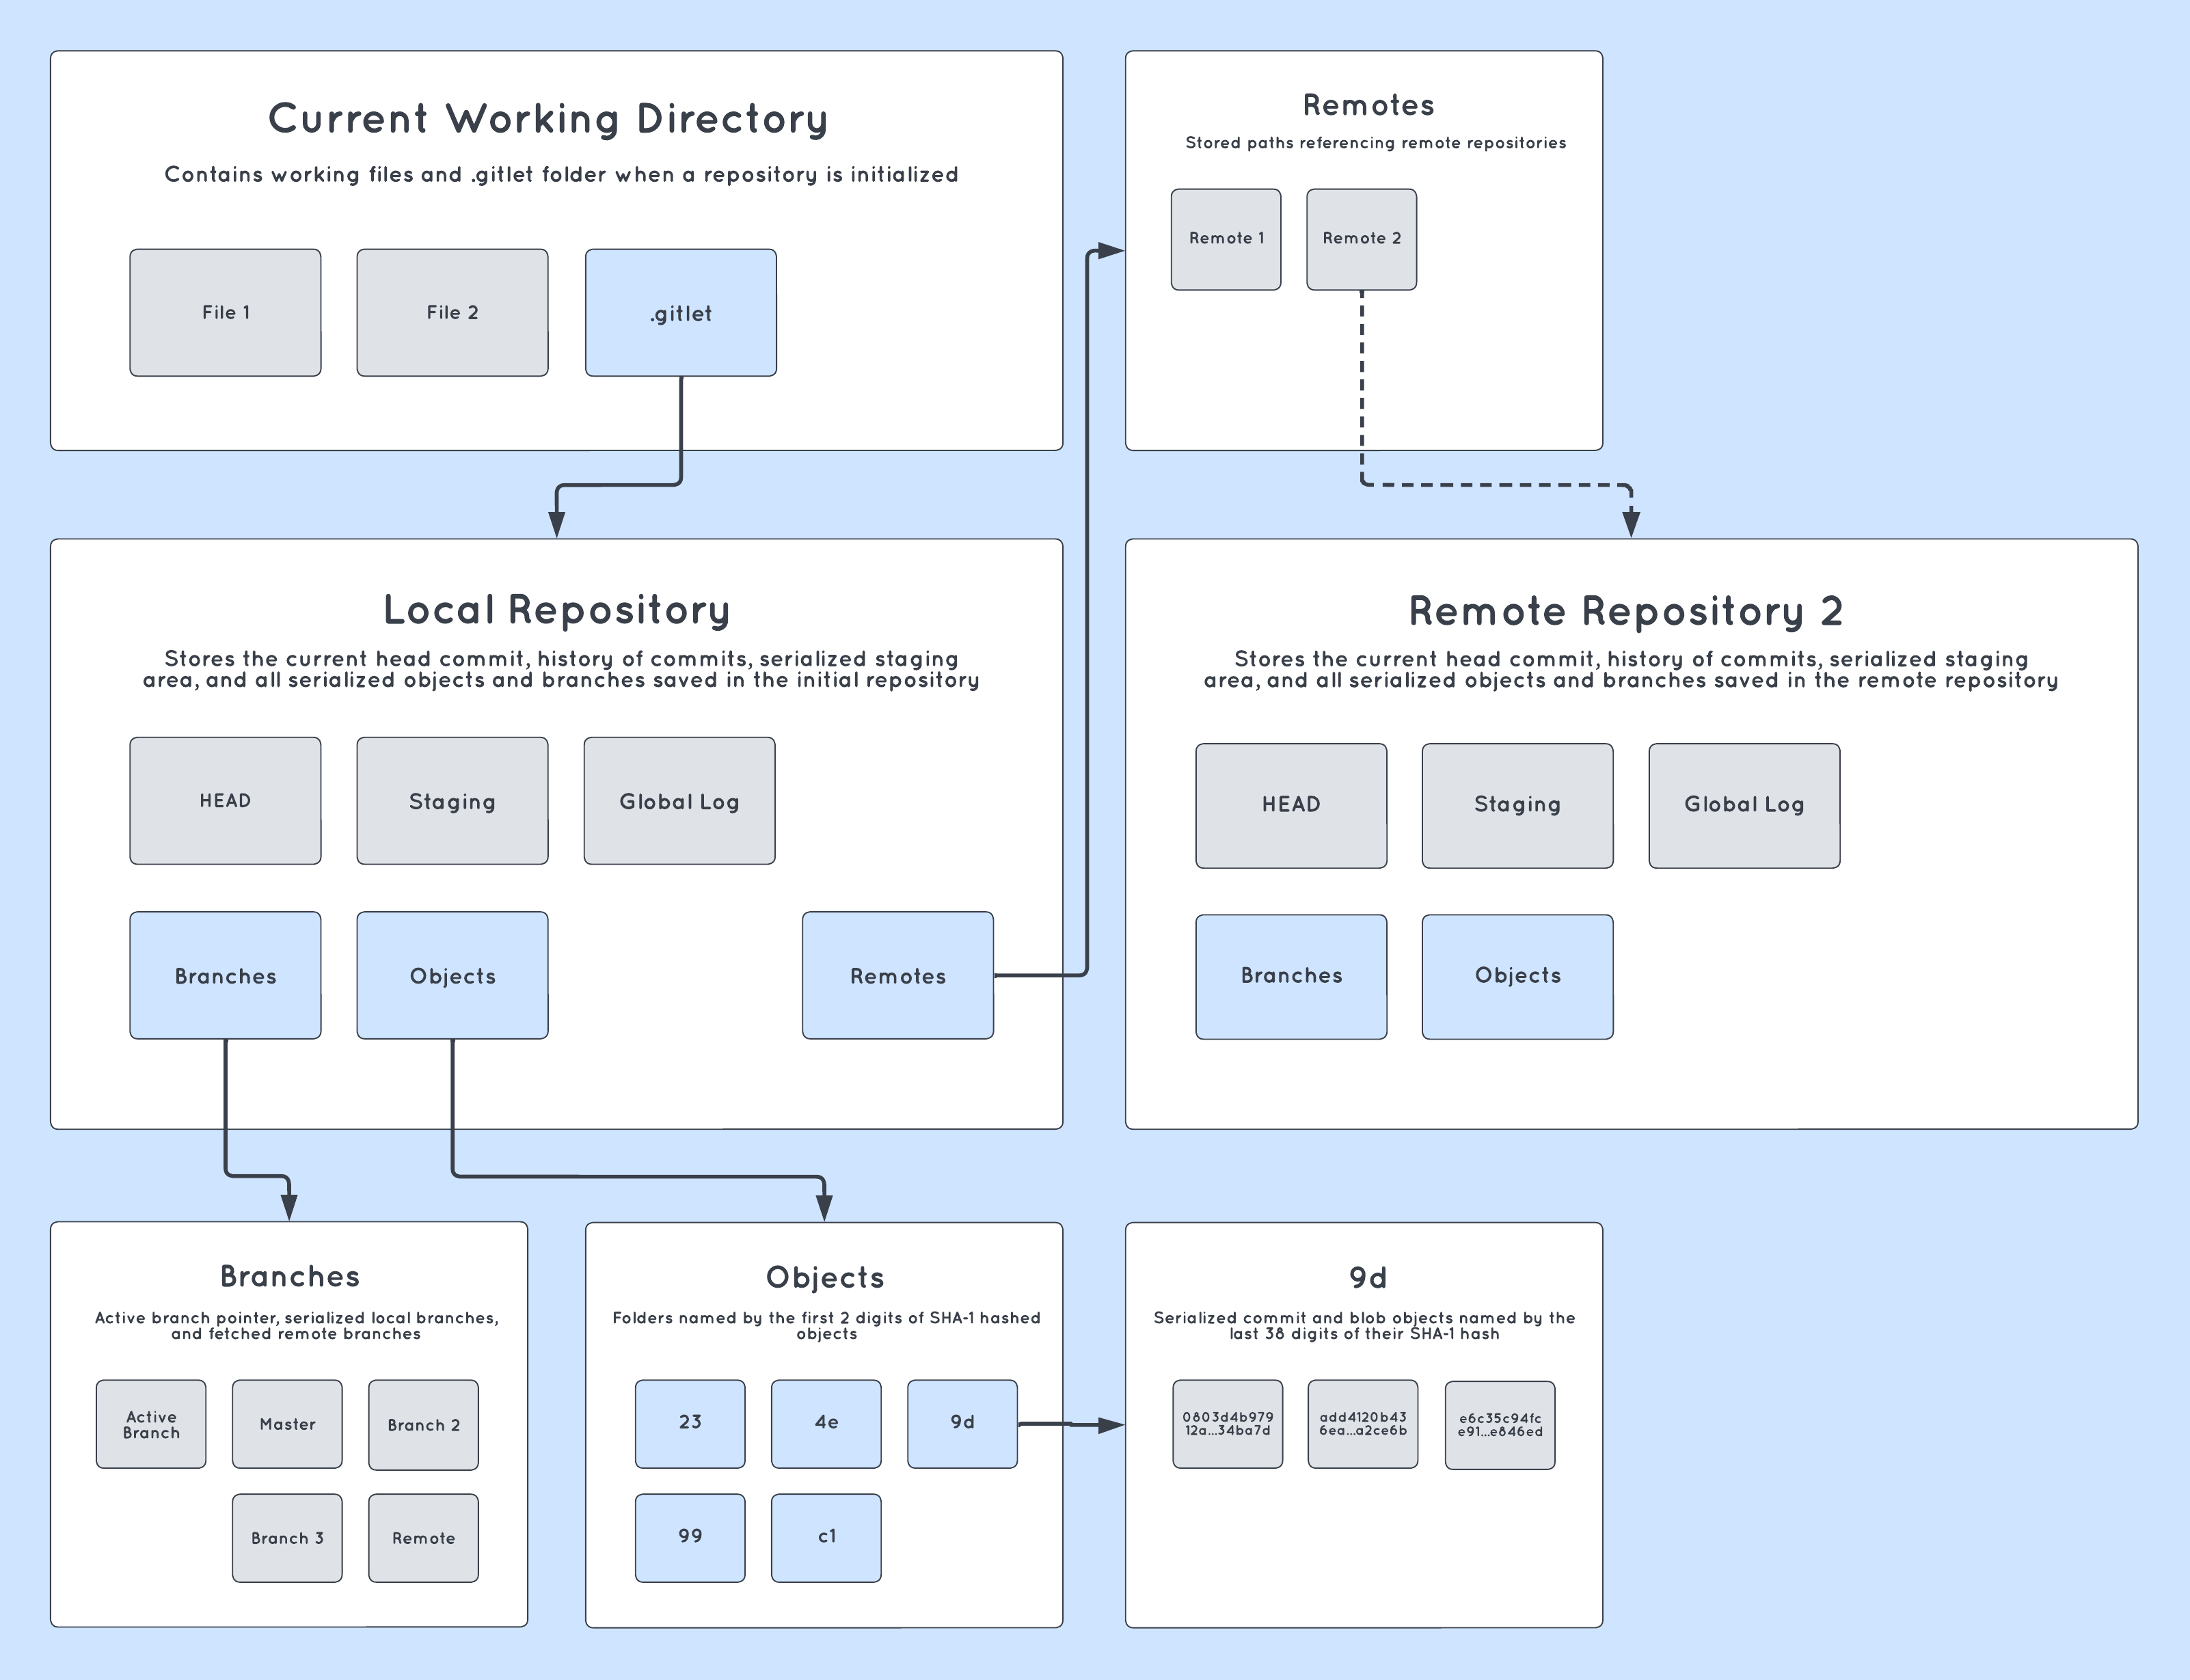 Current Working Directory
Contains working files and .gitlet folder when a repository is initialized
File 1
File 2
.gitlet
Remotes
Stored paths referencing remote repositories
Remote 1
Remote 2
Local Repository
Stores the current head commit, history of commits, serialized staging
area, and all serialized objects and branches saved in the initial repository
HEAD
Staging
Global Log
Branches
Objects
Remotes
Remote Repository 2
Stores the current head commit, history of commits, serialized staging
area, and all serialized objects and branches saved in the remote repository
HEAD
Staging
Global Log
Branches
Objects
Branches
Active branch pointer, serialized local branches,
and fetched remote branches
Active
Branch
Master
Branch 2
Branch 3
Remote
Objects
Folders named by the first 2 digits of SHA-1 hashed
objects
23
4e
9d
99
c1
9d
Serialized commit and blob objects named by the
last 38 digits of their SHA-1 hash
0803d4b979
12a...34ba7d
add4120b43
6ea...a2ce6b
e6c35c94fc
e91...e846ed